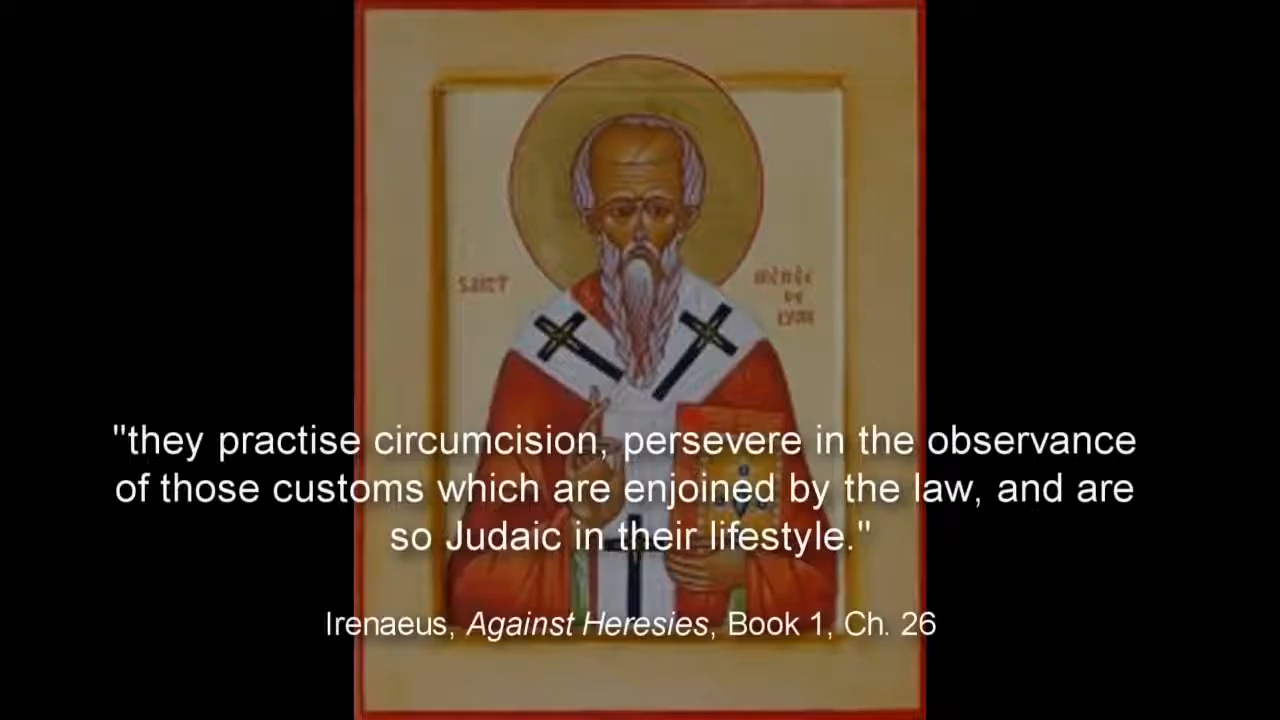 SAINT
"they practise circumcision, persevere in the observance
of those customs which are enjoined by the law, and are
so Judaic in their lifestyle."
Irenaeus, Against Heresies, Book 1, Ch. 26